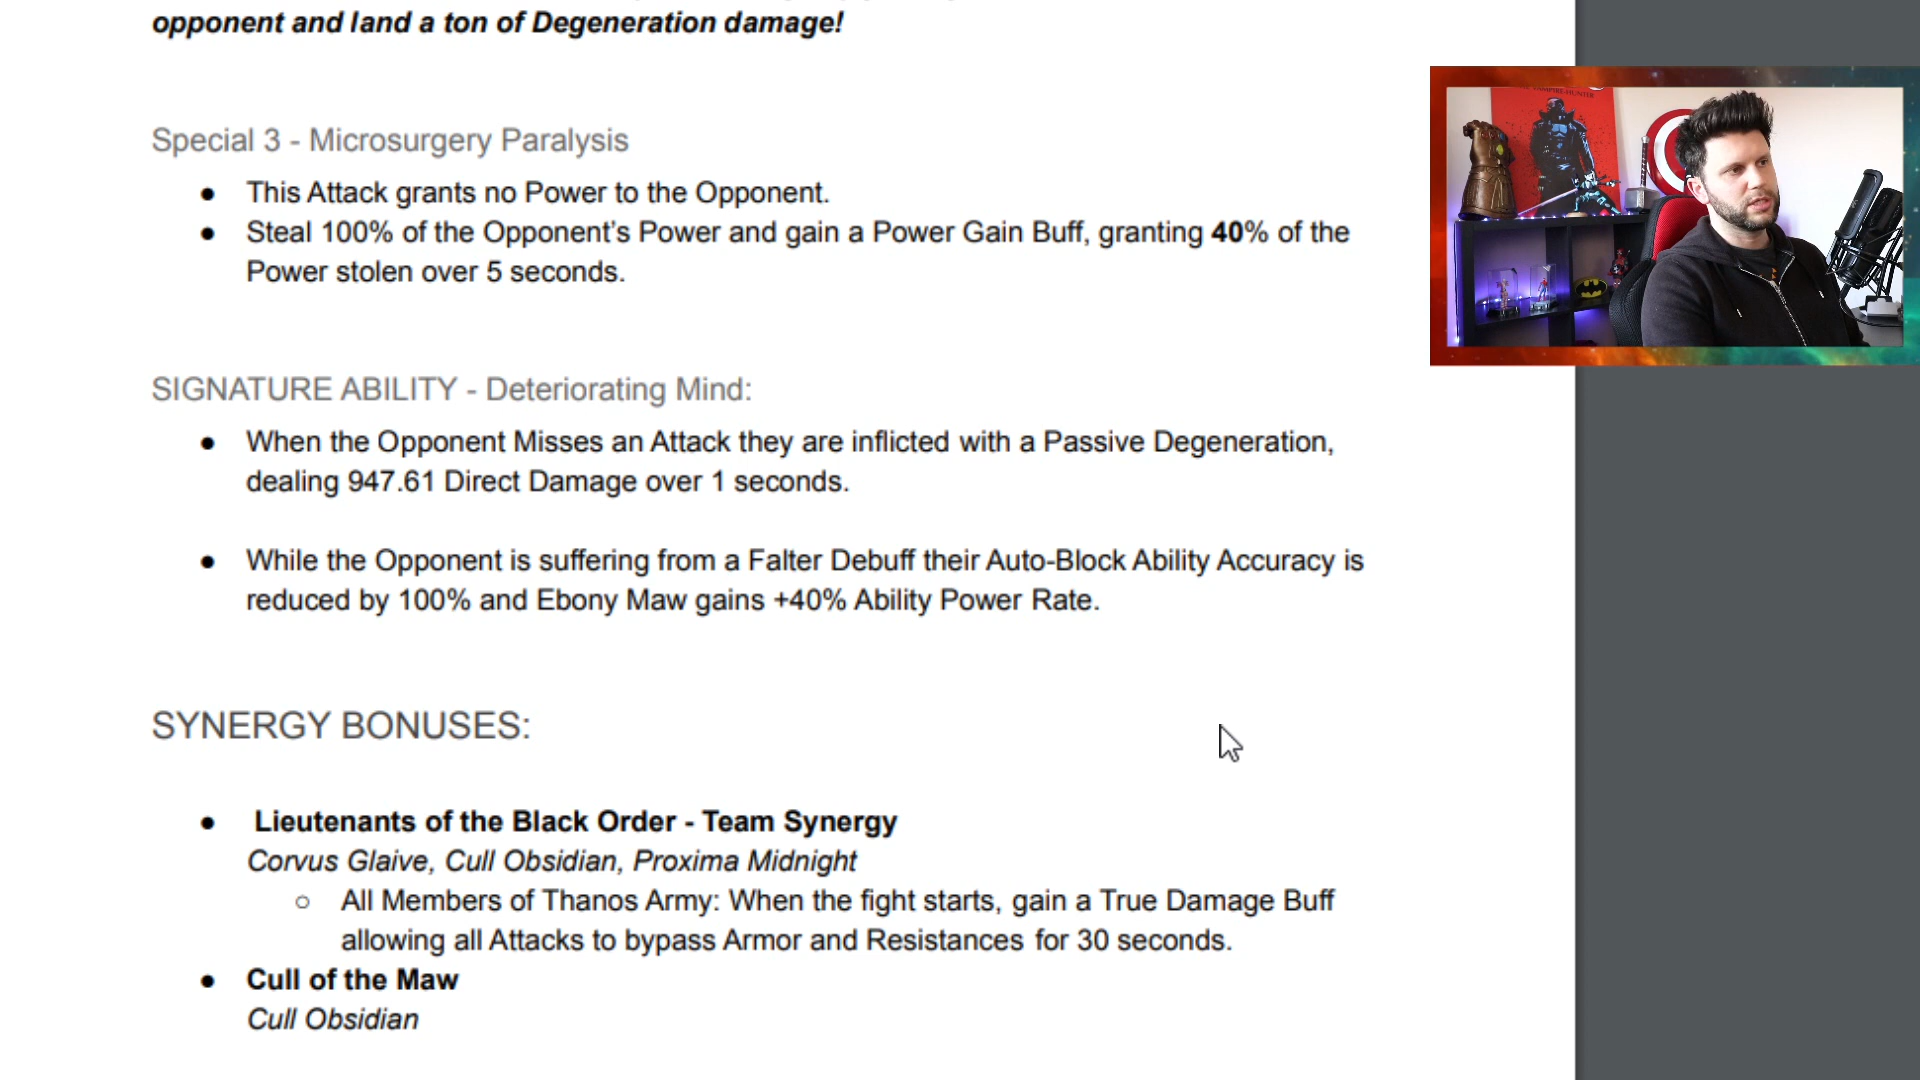 opponent and land a ton of Degeneration damage!
Special 3 - Microsurgery Paralysis
● This Attack grants no Power to the Opponent.
● Steal 100% of the Opponent's Power and gain a Power Gain Buff, granting 40% of the
Power stolen over 5 seconds.
SIGNATURE ABILITY - Deteriorating Mind:
● When the Opponent Misses an Attack they are inflicted with a Passive Degeneration,
dealing 947.61 Direct Damage over 1 seconds.
● While the Opponent is suffering from a Falter Debuff their Auto-Block Ability Accuracy is
reduced by 100% and Ebony Maw gains +40% Ability Power Rate.
SYNERGY BONUSES:
● Lieutenants of the Black Order - Team Synergy
Corvus Glaive, Cull Obsidian, Proxima Midnight
○ All Members of Thanos Army: When the fight starts, gain a True Damage Buff
allowing all Attacks to bypass Armor and Resistances for 30 seconds.
● Cull of the Maw
Cull Obsidian